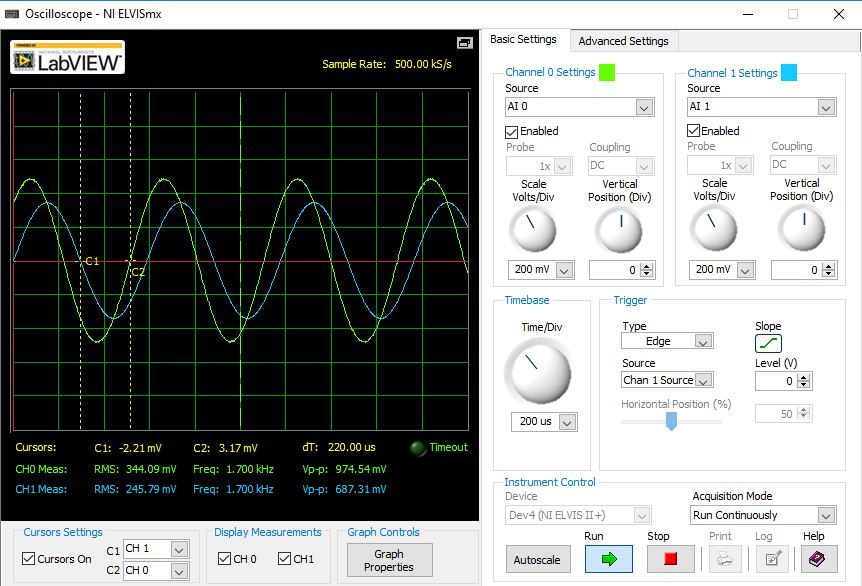 Oscilloscope - NI ELVISmx
POWERED BY
NATIONAL INSTRUMENTS
LabVIEW™
Sample Rate: 500.00 kS/s
C1
C2
Cursors: C1: -2.21 mV C2: 3.17 mV dT: 220.00 us Timeout
CH0 Meas: RMS: 344.09 mV Freq: 1.700 kHz Vp-p: 974.54 mV
CH1 Meas: RMS: 245.79 mV Freq: 1.700 kHz Vp-p: 687.31 mV
Cursors Settings
Cursors On
C1 CH 1
C2 CH 0
Display Measurements
CH 0 CH1
Graph Controls
Graph
Properties
Basic Settings Advanced Settings
Channel 0 Settings
Source
AI 0
Enabled
Probe Coupling
1x DC
Scale Vertical
Volts/Div Position (Div)
200 mV 0
Channel 1 Settings
Source
AI 1
Enabled
Probe Coupling
1x DC
Scale Vertical
Volts/Div Position (Div)
200 mV 0
Timebase
Time/Div
200 us
Trigger
Type Slope
Edge
Source Level (V)
Chan 1 Source 0
Horizontal Position (%)
50
Instrument Control
Device Acquisition Mode
Dev4 (NI ELVIS II+) Run Continuously
Run Stop Print Log Help
Autoscale